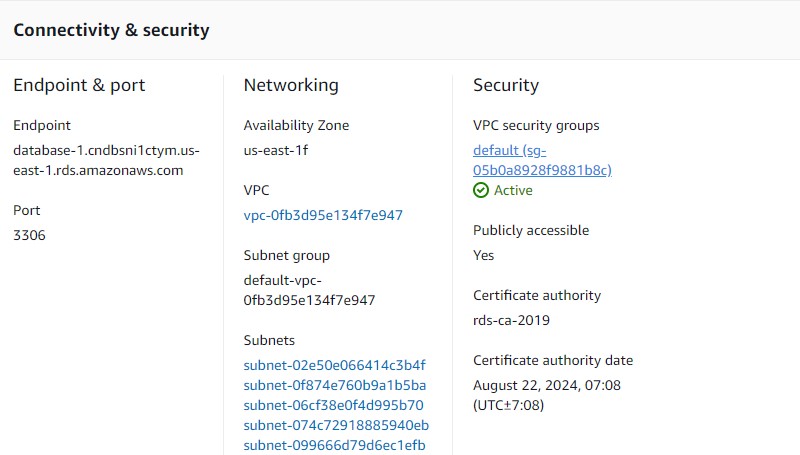 Connectivity & security
Endpoint & port
Endpoint
database-1.cndbsni1ctym.us-
east-1.rds.amazonaws.com
Port
3306
Networking
Availability Zone
us-east-1f
VPC
vpc-0fb3d95e134f7e947
Subnet group
default-vpc-
0fb3d95e134f7e947
Subnets
subnet-02e50e066414c3b4f
subnet-0f874e760b9a1b5ba
subnet-06cf38e0f4d995b70
subnet-074c72918885940eb
subnet-099666d79d6ec1efb
Security
VPC security groups
default (sg-
05b0a8928f9881b8c)
Active
Publicly accessible
Yes
Certificate authority
rds-ca-2019
Certificate authority date
August 22, 2024, 07:08
(UTC±7:08)